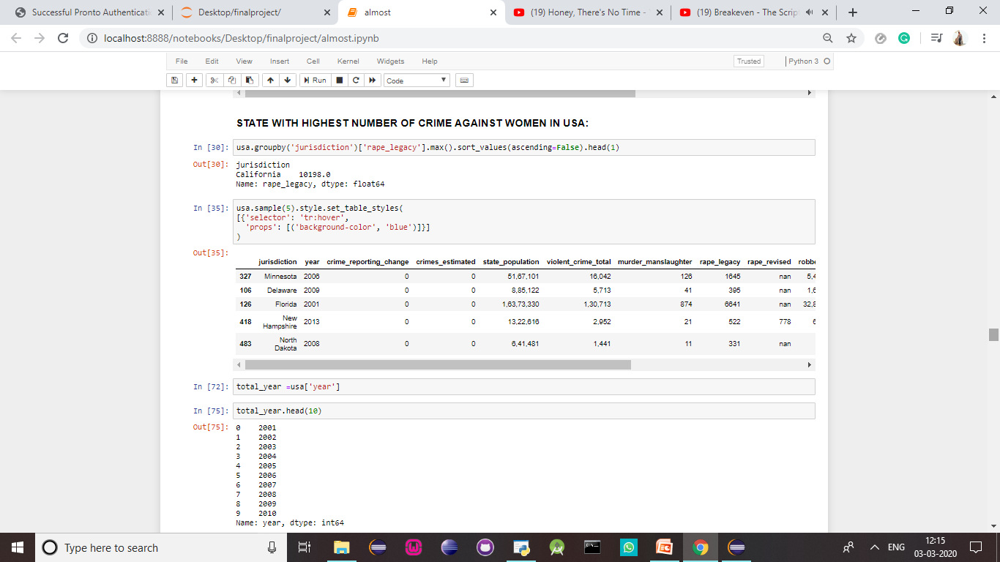 Successful Pronto Authenticati
Desktop/finalproject/
almost
(19) Honey, There's No Time -
(19) Breakeven - The Script
localhost:8888/notebooks/Desktop/finalproject/almost.ipynb
File Edit View Insert Cell Kernel Widgets Help
Trusted Python 3
Run Code
STATE WITH HIGHEST NUMBER OF CRIME AGAINST WOMEN IN USA:
In [30]: usa.groupby('jurisdiction')['rape_legacy'].max().sort_values(ascending=False).head(1)
Out[30]: jurisdiction
California 10198.0
Name: rape_legacy, dtype: float64
In [35]: usa.sample(5).style.set_table_styles(
[{'selector': 'tr:hover',
'props': [('background-color', 'blue')]}]
)
Out[35]:
jurisdiction year crime_reporting_change crimes_estimated state_population violent_crime_total murder_manslaughter rape_legacy rape_revised robbe
327 Minnesota 2006 0 0 51,67,101 16,042 126 1645 nan 5,4
106 Delaware 2009 0 0 8,85,122 5,713 41 395 nan 1,6
126 Florida 2001 0 0 1,63,73,330 1,30,713 874 6641 nan 32,8
418 New Hampshire 2013 0 0 13,22,616 2,952 21 522 778
483 North Dakota 2008 0 0 6,41,481 1,441 11 331 nan
In [72]: total_year =usa['year']
In [75]: total_year.head(10)
Out[75]: 0 2001
1 2002
2 2003
3 2004
4 2005
5 2006
6 2007
7 2008
8 2009
9 2010
Name: year, dtype: int64
Type here to search
ENG
12:15
03-03-2020